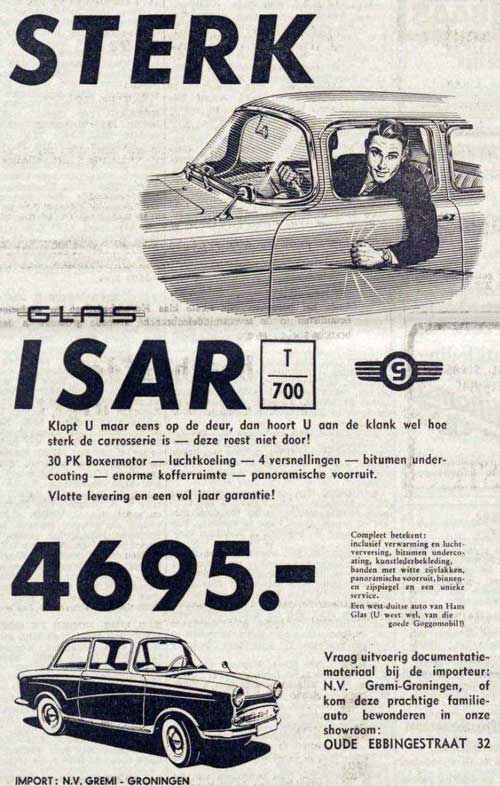 STERK
GLAS
ISAR T
700
G
Klopt U maar eens op de deur, dan hoort U aan de klank wel hoe
sterk de carrosserie is — deze roest niet door!
30 PK Boxermotor — luchtkoeling — 4 versnellingen — bitumen under-
coating — enorme kofferruimte — panoramische voorruit.
Vlotte levering en een vol jaar garantie!
4695.-
Compleet betekent:
inclusief verwarming en lucht-
verversing, bitumen underco-
ating, kunstlederbekleding,
banden met witte zijvlakken,
panoramische voorruit, binnen-
en zijspiegel en een unieke
service.
Een west-duitse auto van Hans
Glas (U weet wel, van die
goede Goggomobil!)
Vraag uitvoerig documentatie-
materiaal bij de importeur:
N.V. Gremi-Groningen, of
kom deze prachtige familie-
auto bewonderen in onze
showroom:
OUDE EBBINGESTRAAT 32
IMPORT: N.V. GREMI - GRONINGEN